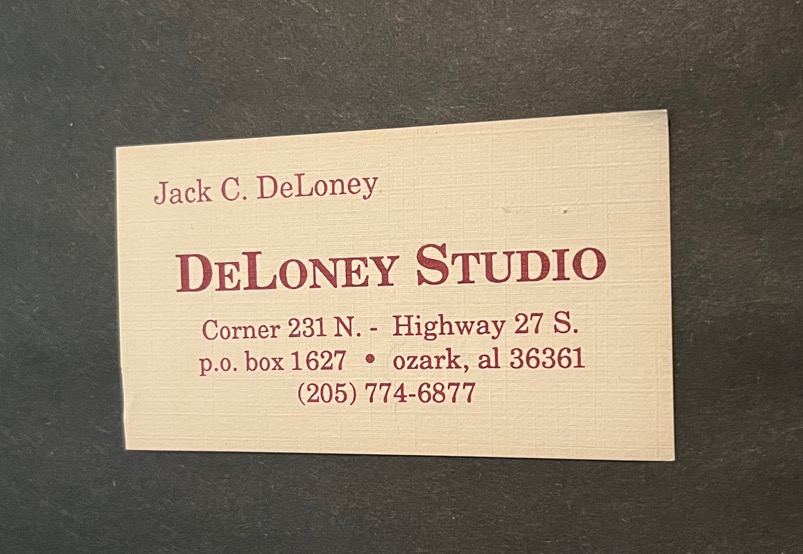 Jack C. DeLoney
DeLoney Studio
Corner 231 N. - Highway 27 S.
p.o. box 1627 • ozark, al 36361
(205) 774-6877